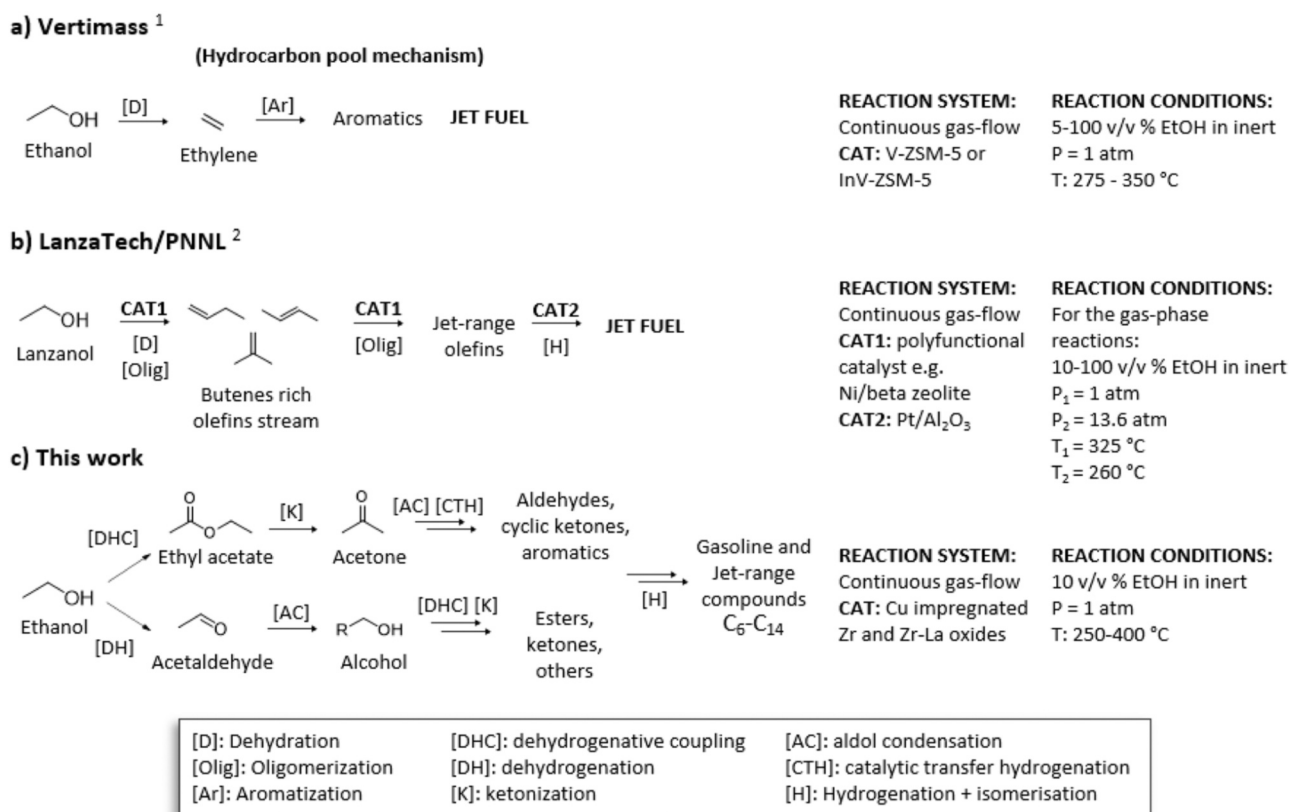 a) Vertimass 1
(Hydrocarbon pool mechanism)
OH
Ethanol
[D]
Ethylene
[Ar]
Aromatics
JET FUEL
REACTION SYSTEM:
Continuous gas-flow
CAT: V-ZSM-5 or
InV-ZSM-5
REACTION CONDITIONS:
5-100 v/v % EtOH in inert
P = 1 atm
T: 275 - 350 °C
b) LanzaTech/PNNL 2
OH
Lanzanol
CAT1
[D]
[Olig]
Butenes rich
olefins stream
CAT1
[Olig]
Jet-range
olefins
CAT2
[H]
JET FUEL
REACTION SYSTEM:
Continuous gas-flow
CAT1: polyfunctional
catalyst e.g.
Ni/beta zeolite
CAT2: Pt/Al2O3
REACTION CONDITIONS:
For the gas-phase
reactions:
10-100 v/v % EtOH in inert
P1 = 1 atm
P2 = 13.6 atm
T1 = 325 °C
T2 = 260 °C
c) This work
OH
Ethanol
[DHC]
O
O
Ethyl acetate
[K]
O
Acetone
[AC] [CTH]
Aldehydes,
cyclic ketones,
aromatics
[DH]
O
Acetaldehyde
[AC]
R OH
Alcohol
[DHC] [K]
Esters,
ketones,
others
[H]
Gasoline and
Jet-range
compounds
C6-C14
REACTION SYSTEM:
Continuous gas-flow
CAT: Cu impregnated
Zr and Zr-La oxides
REACTION CONDITIONS:
10 v/v % EtOH in inert
P = 1 atm
T: 250-400 °C
[D]: Dehydration
[Olig]: Oligomerization
[Ar]: Aromatization
[DHC]: dehydrogenative coupling
[DH]: dehydrogenation
[K]: ketonization
[AC]: aldol condensation
[CTH]: catalytic transfer hydrogenation
[H]: Hydrogenation + isomerisation